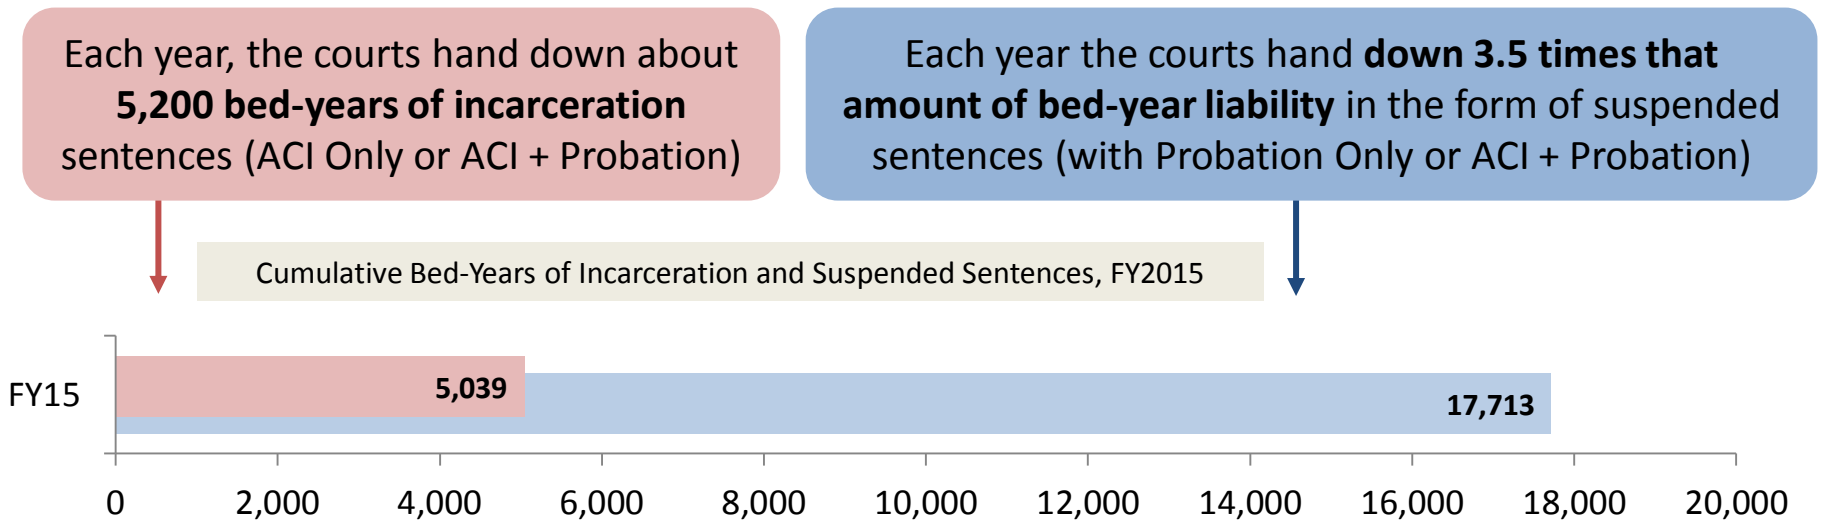 Each year, the courts hand down about
5,200 bed-years of incarceration
sentences (ACI Only or ACI + Probation)
Each year the courts hand down 3.5 times that
amount of bed-year liability in the form of suspended
sentences (with Probation Only or ACI + Probation)
Cumulative Bed-Years of Incarceration and Suspended Sentences, FY2015
FY15
5,039
17,713
0 2,000 4,000 6,000 8,000 10,000 12,000 14,000 16,000 18,000 20,000